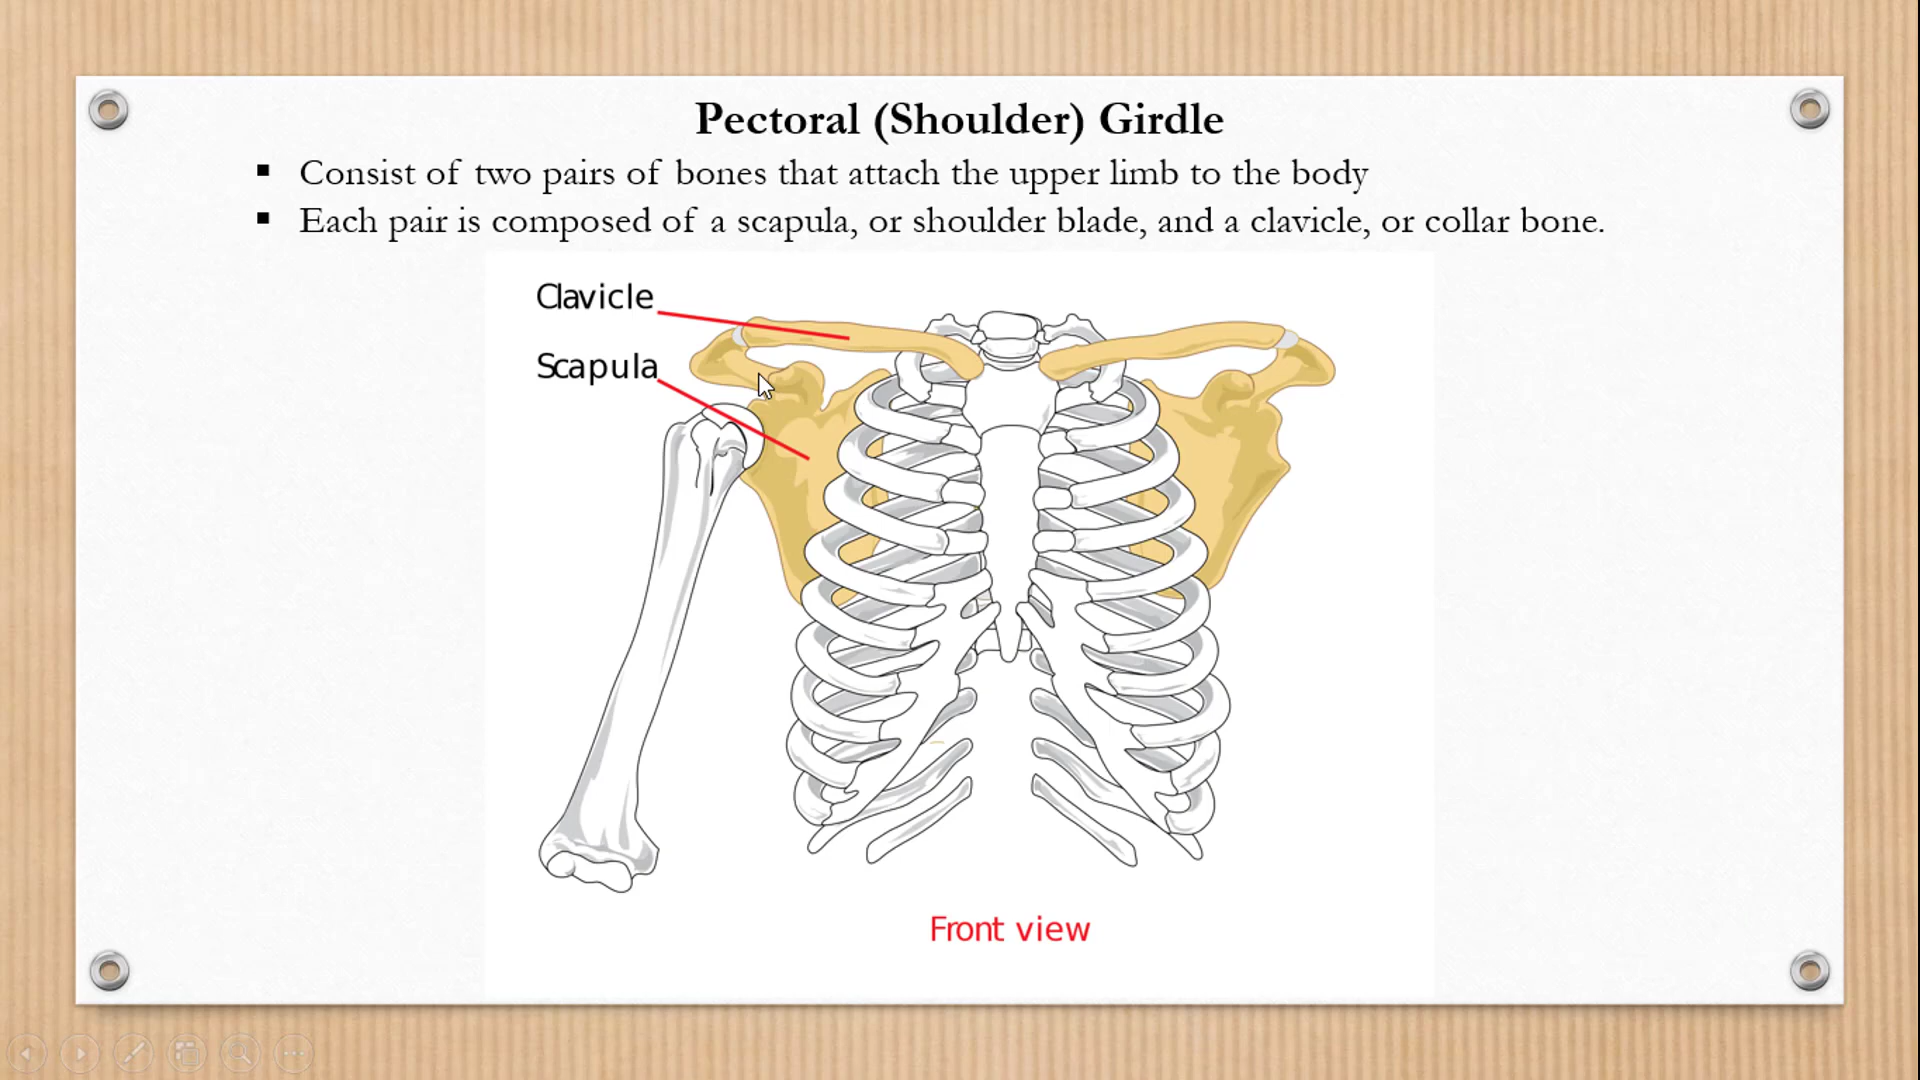 Pectoral (Shoulder) Girdle
▪ Consist of two pairs of bones that attach the upper limb to the body
▪ Each pair is composed of a scapula, or shoulder blade, and a clavicle, or collar bone.
Clavicle
Scapula
Front view